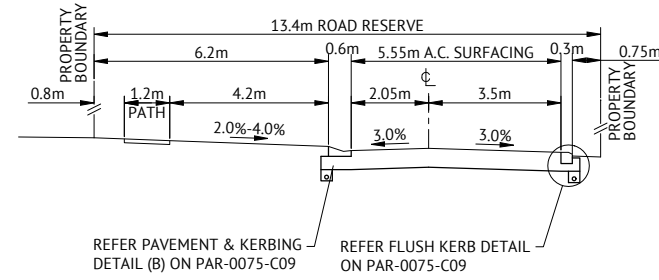 13.4m ROAD RESERVE
PROPERTY
BOUNDARY
6.2m
0.6m
5.55m A.C. SURFACING
0.3m
0.75m
℄
0.8m
1.2m
PATH
4.2m
2.05m
3.5m
PROPERTY
BOUNDARY
2.0%-4.0%
3.0%
3.0%
REFER PAVEMENT & KERBING
DETAIL (B) ON PAR-0075-C09
REFER FLUSH KERB DETAIL
ON PAR-0075-C09